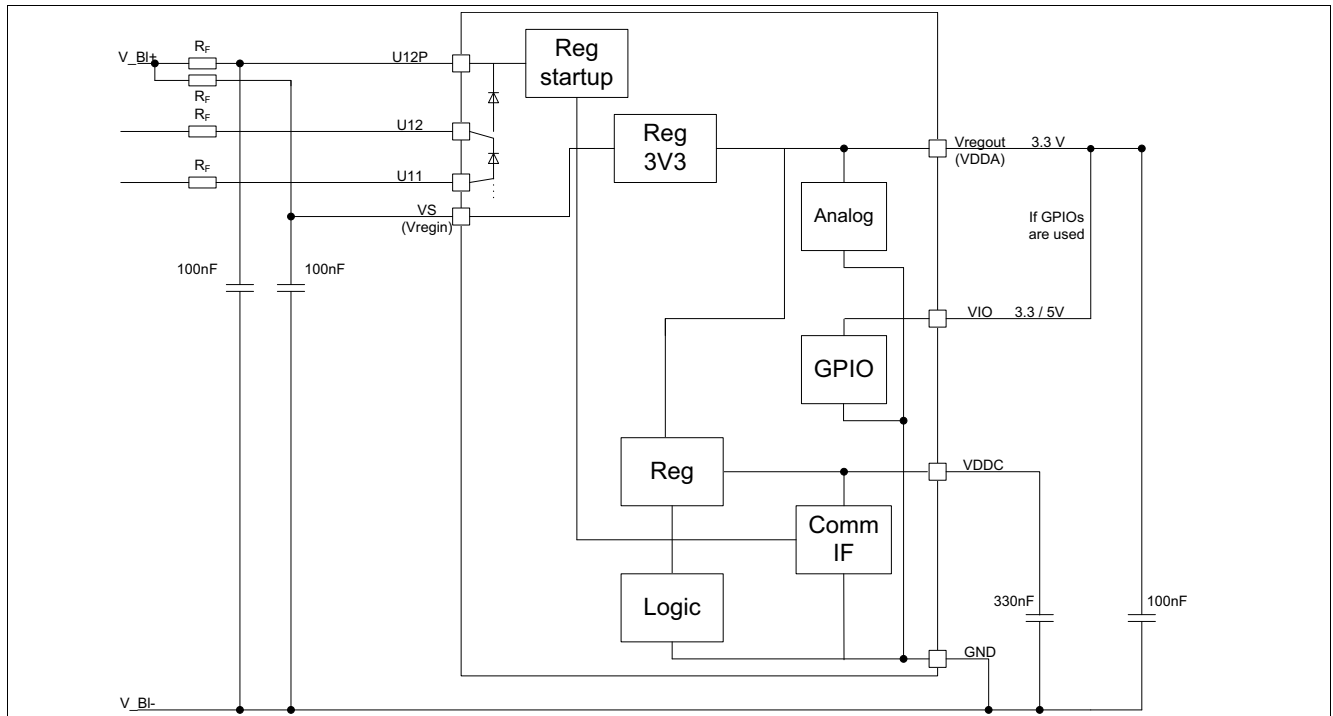 V_BI+
RF
RF
RF
RF
U12P
U12
U11
VS
(Vregin)
100nF
100nF
Reg
startup
Reg
3V3
Analog
GPIO
Reg
Comm
IF
Logic
Vregout
(VDDA)
3.3 V
If GPIOs
are used
VIO
3.3 / 5V
VDDC
330nF
100nF
GND
V_BI-